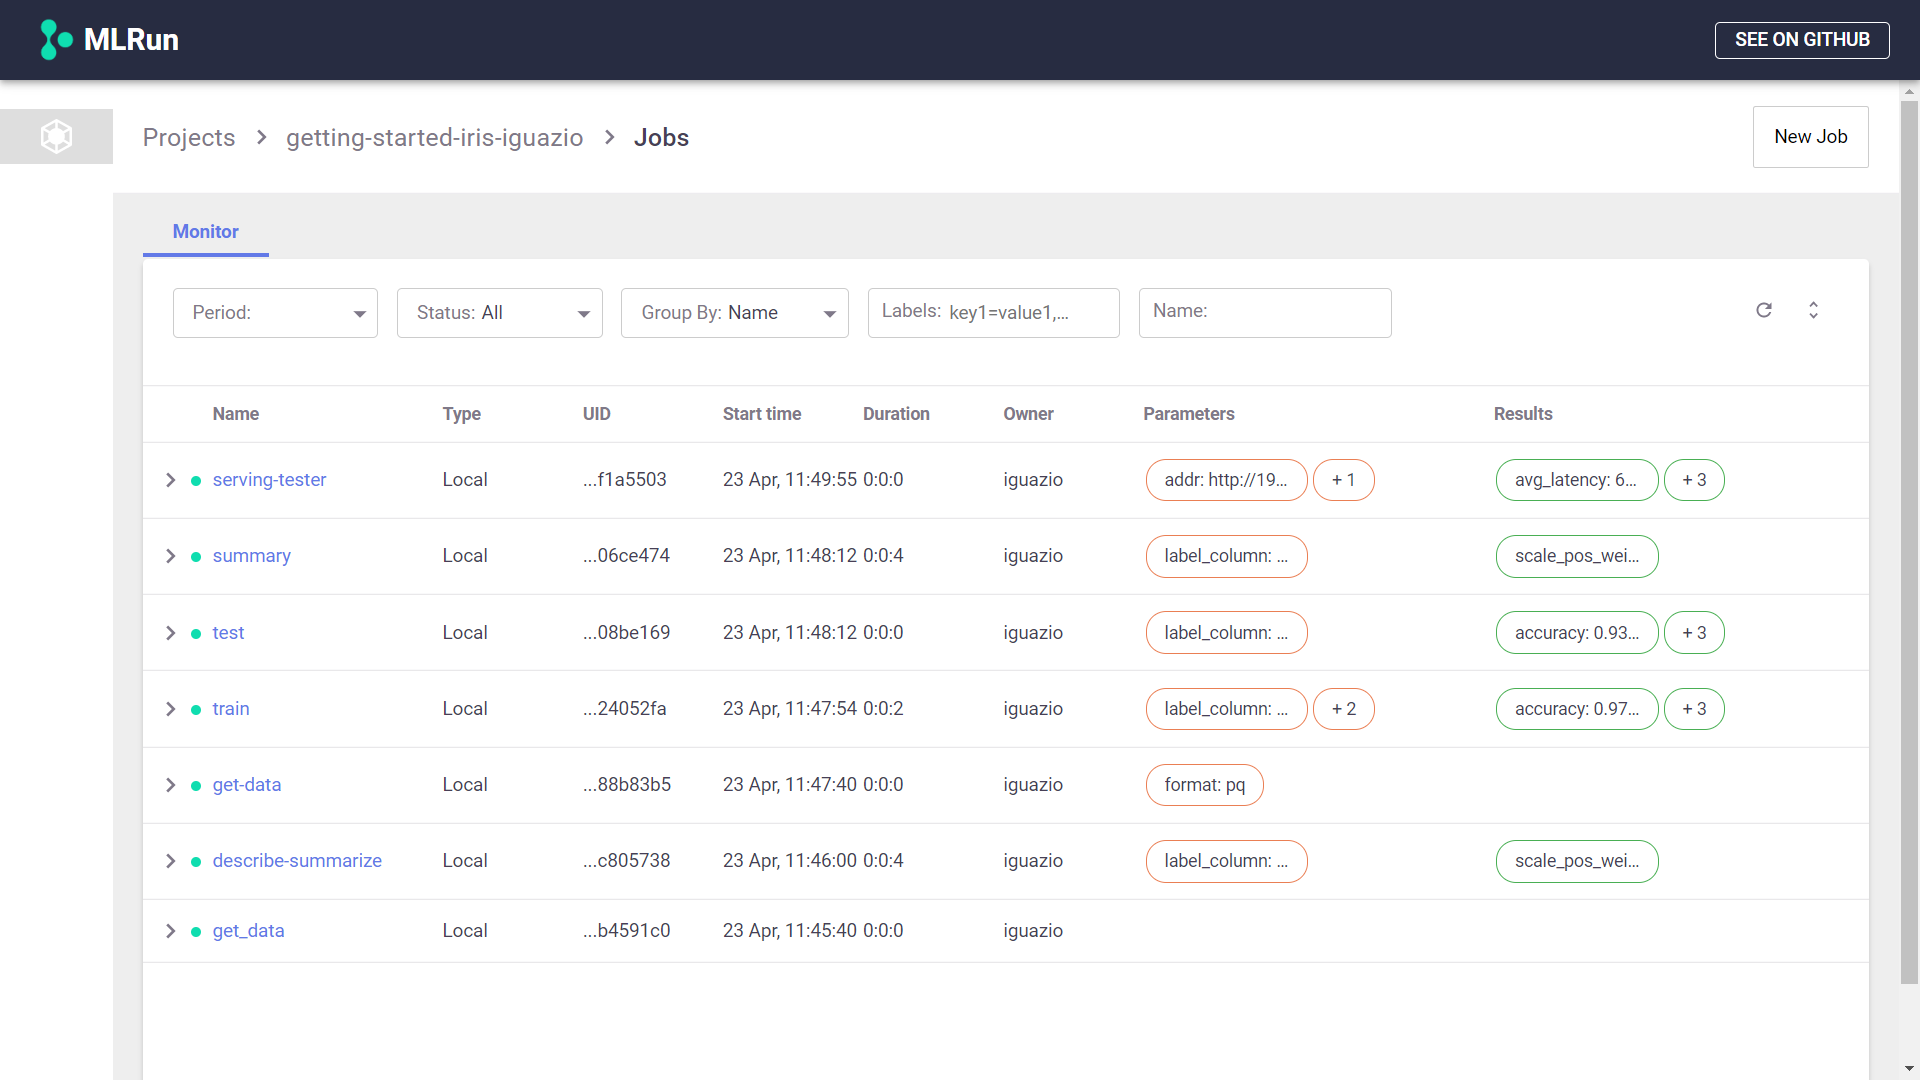 MLRun
SEE ON GITHUB
Projects > getting-started-iris-iguazio > Jobs
New Job
Monitor
Period:
Status: All
Group By: Name
Labels: key1=value1,...
Name:
Name Type UID Start time Duration Owner Parameters Results
serving-tester Local ...f1a5503 23 Apr, 11:49:55 0:0:0 iguazio addr: http://19... + 1 avg_latency: 6... + 3
summary Local ...06ce474 23 Apr, 11:48:12 0:0:4 iguazio label_column: ... scale_pos_wei...
test Local ...08be169 23 Apr, 11:48:12 0:0:0 iguazio label_column: ... accuracy: 0.93... + 3
train Local ...24052fa 23 Apr, 11:47:54 0:0:2 iguazio label_column: ... + 2 accuracy: 0.97... + 3
get-data Local ...88b83b5 23 Apr, 11:47:40 0:0:0 iguazio format: pq
describe-summarize Local ...c805738 23 Apr, 11:46:00 0:0:4 iguazio label_column: ... scale_pos_wei...
get_data Local ...b4591c0 23 Apr, 11:45:40 0:0:0 iguazio